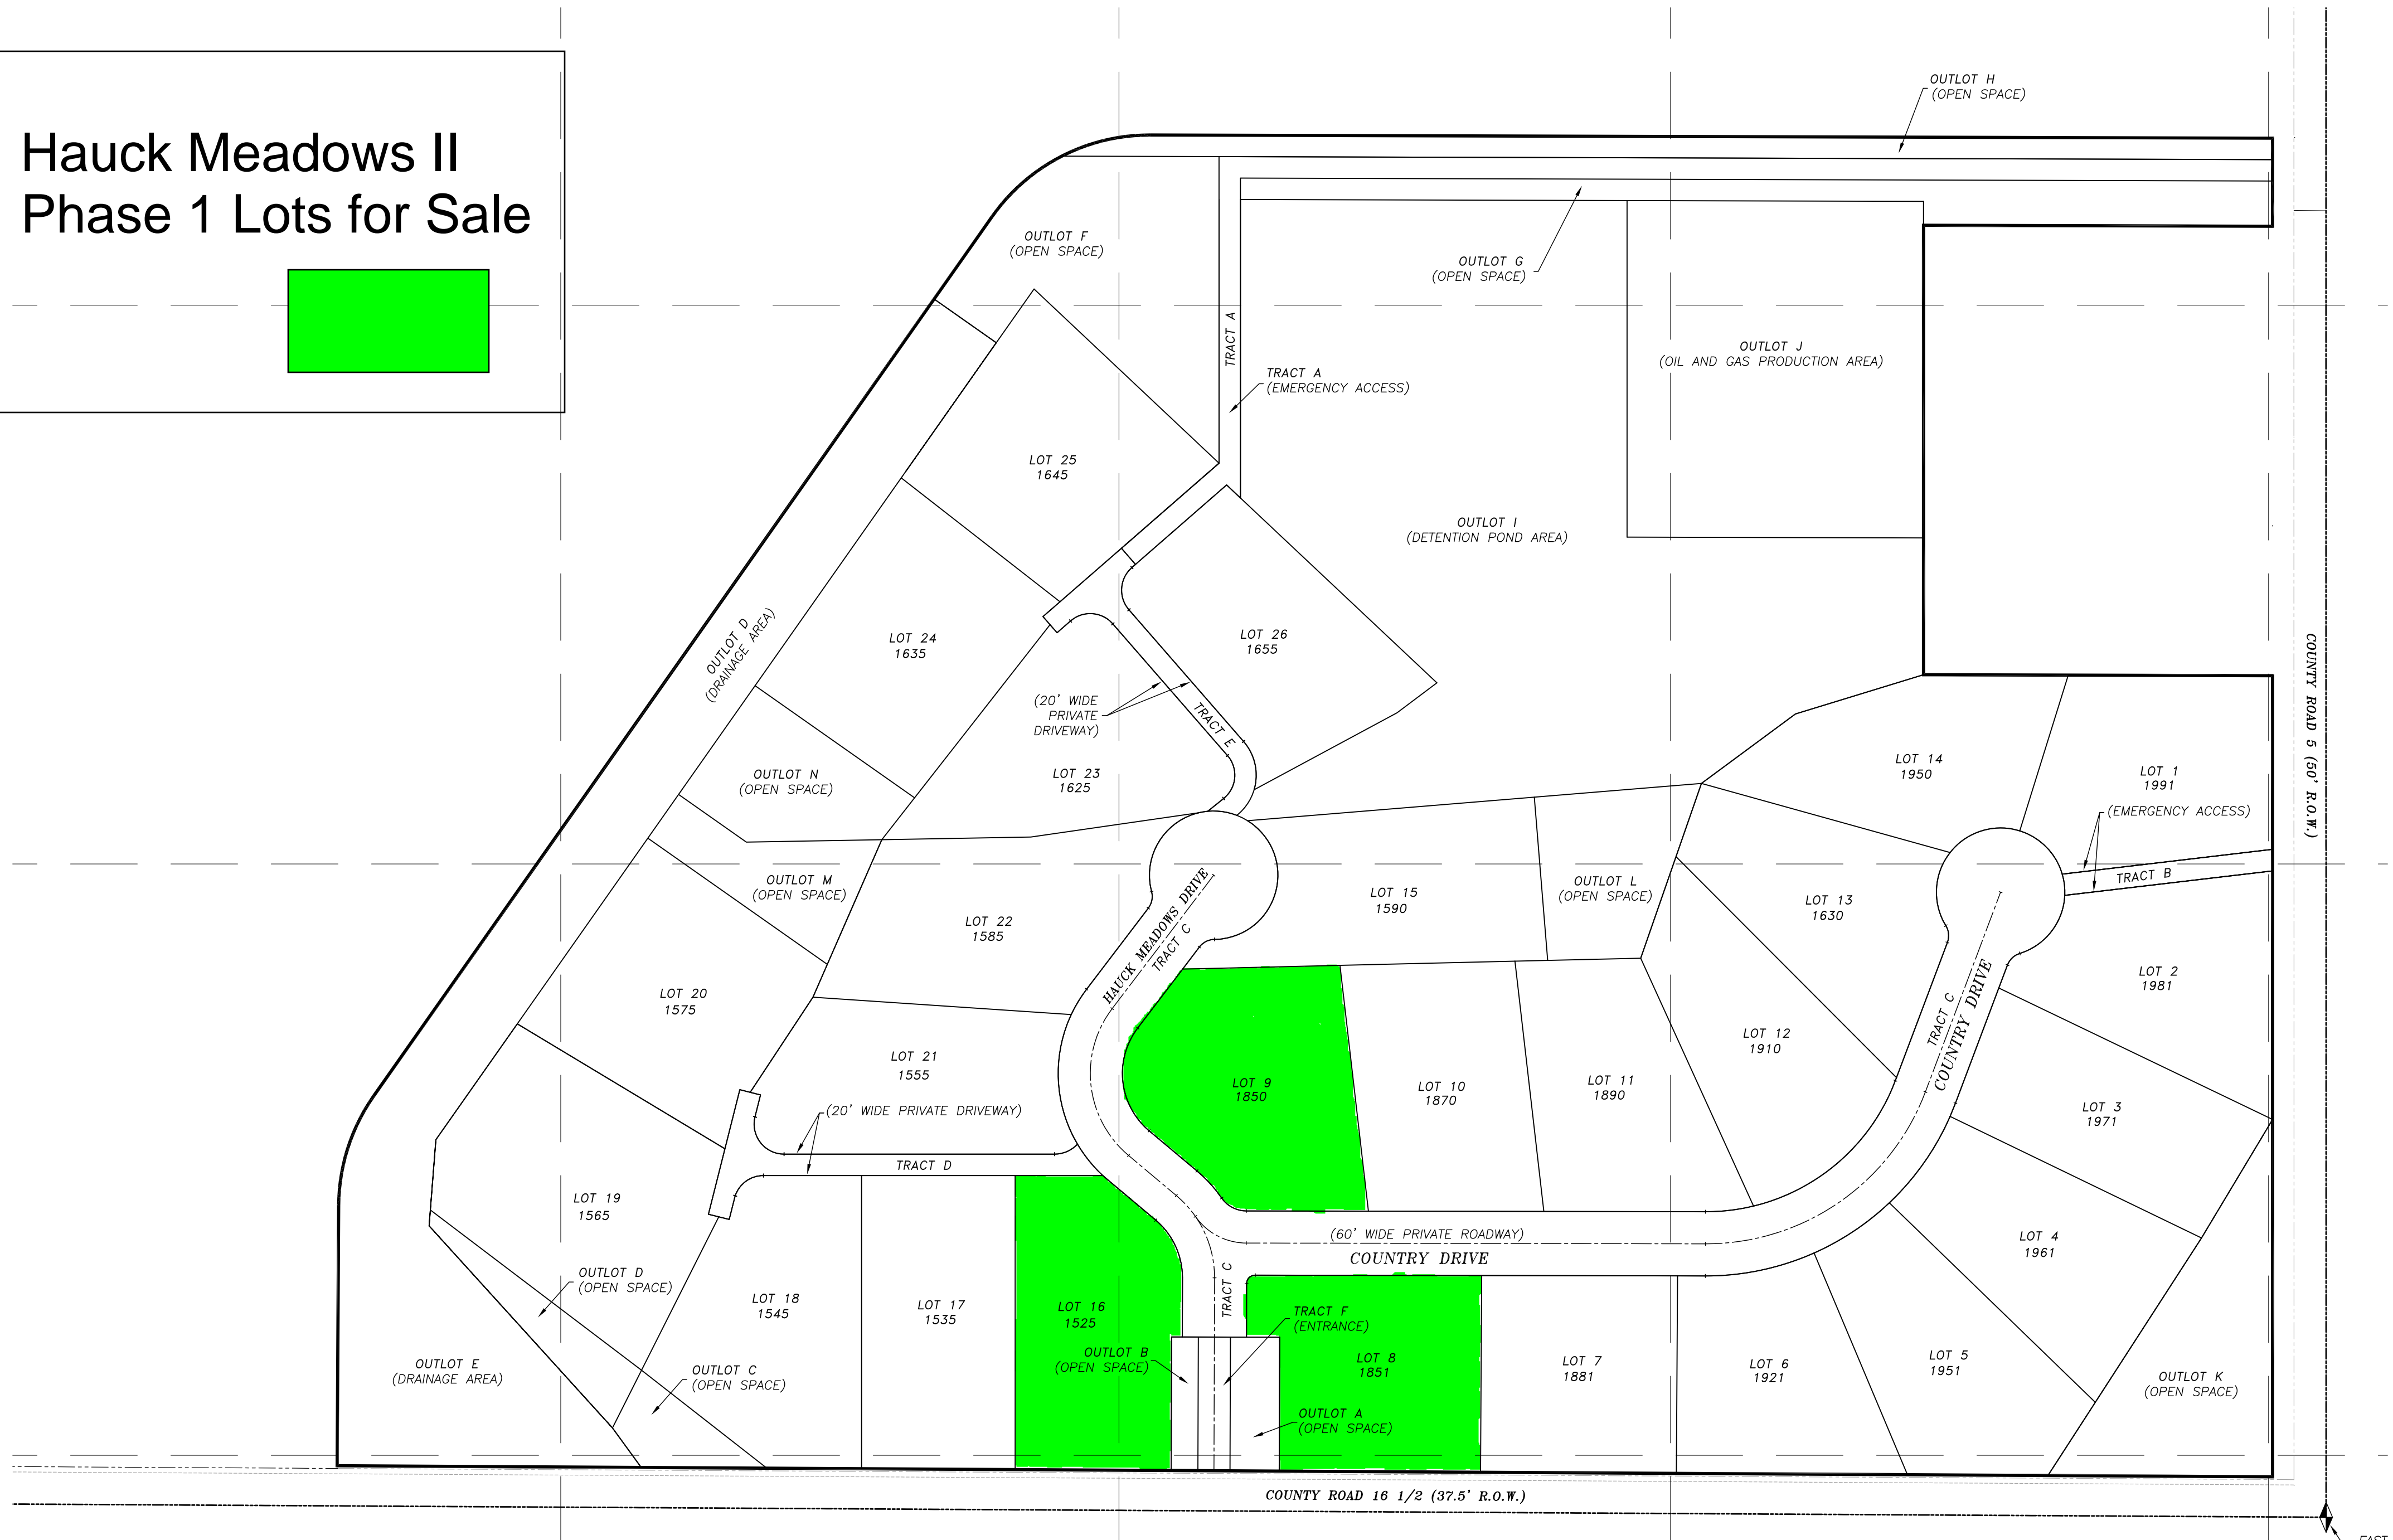 Hauck Meadows II
Phase 1 Lots for Sale
OUTLOT H
(OPEN SPACE)
OUTLOT F
(OPEN SPACE)
OUTLOT G
(OPEN SPACE)
TRACT A
TRACT A
(EMERGENCY ACCESS)
OUTLOT J
(OIL AND GAS PRODUCTION AREA)
LOT 25
1645
OUTLOT I
(DETENTION POND AREA)
OUTLOT D
(DRAINAGE AREA)
LOT 24
1635
LOT 26
1655
(20' WIDE
PRIVATE
DRIVEWAY)
TRACT E
COUNTY ROAD 5 (50' R.O.W.)
OUTLOT N
(OPEN SPACE)
LOT 23
1625
LOT 14
1950
LOT 1
1991
(EMERGENCY ACCESS)
TRACT B
OUTLOT M
(OPEN SPACE)
LOT 22
1585
HAUCK MEADOWS DRIVE
TRACT C
LOT 15
1590
OUTLOT L
(OPEN SPACE)
LOT 13
1630
LOT 2
1981
LOT 20
1575
LOT 21
1555
LOT 9
1850
LOT 10
1870
LOT 11
1890
LOT 12
1910
TRACT C
COUNTRY DRIVE
LOT 3
1971
(20' WIDE PRIVATE DRIVEWAY)
TRACT D
LOT 19
1565
(60' WIDE PRIVATE ROADWAY)
COUNTRY DRIVE
LOT 4
1961
OUTLOT D
(OPEN SPACE)
LOT 18
1545
LOT 17
1535
LOT 16
1525
TRACT C
TRACT F
(ENTRANCE)
OUTLOT E
(DRAINAGE AREA)
OUTLOT C
(OPEN SPACE)
OUTLOT B
(OPEN SPACE)
LOT 8
1851
LOT 7
1881
LOT 6
1921
LOT 5
1951
OUTLOT K
(OPEN SPACE)
OUTLOT A
(OPEN SPACE)
COUNTY ROAD 16 1/2 (37.5' R.O.W.)